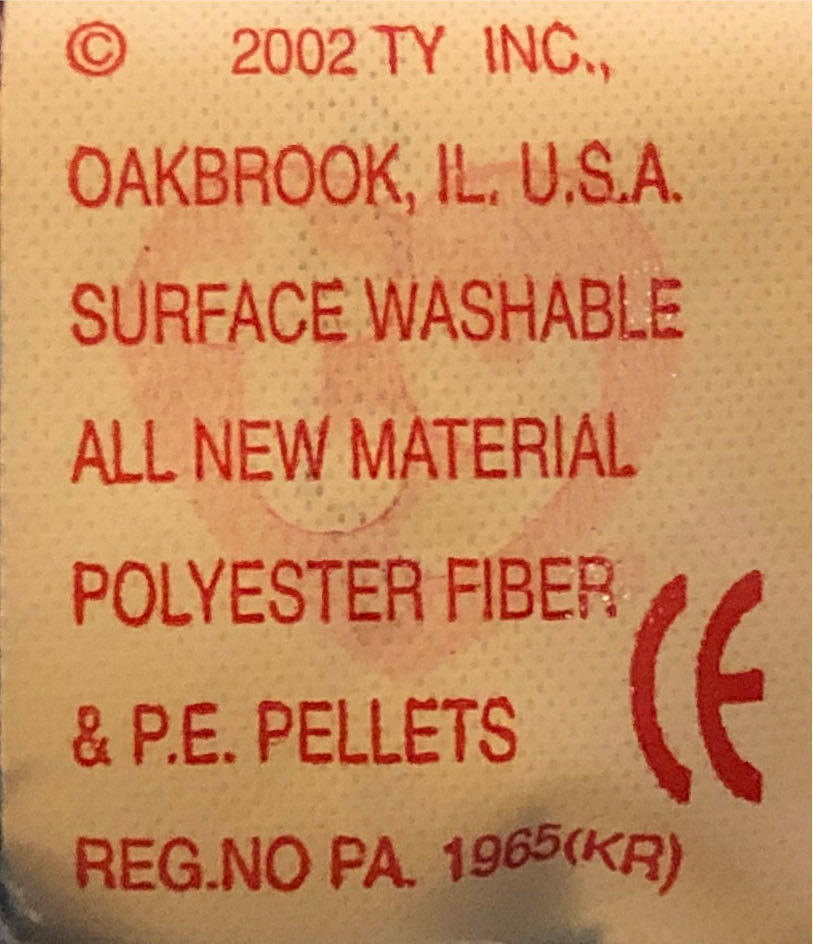 © 2002 TY INC.,
OAKBROOK, IL. U.S.A.
SURFACE WASHABLE
ALL NEW MATERIAL
POLYESTER FIBER
& P.E. PELLETS
CE
REG.NO PA. 1965(KR)